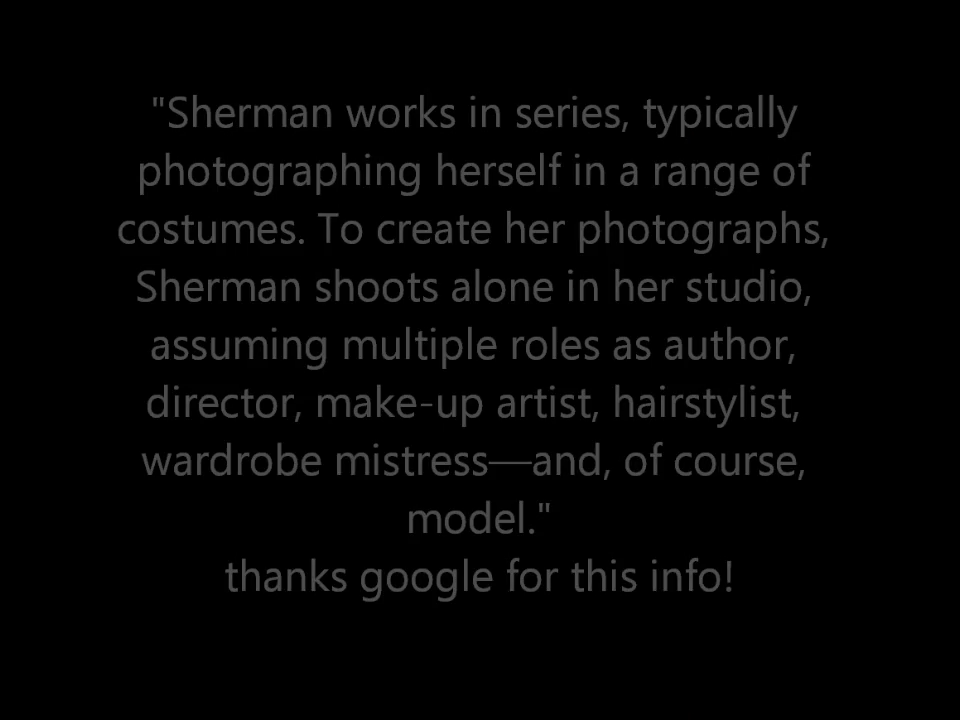 "Sherman works in series, typically
photographing herself in a range of
costumes. To create her photographs,
Sherman shoots alone in her studio,
assuming multiple roles as author,
director, make-up artist, hairstylist,
wardrobe mistress—and, of course,
model."
thanks google for this info!